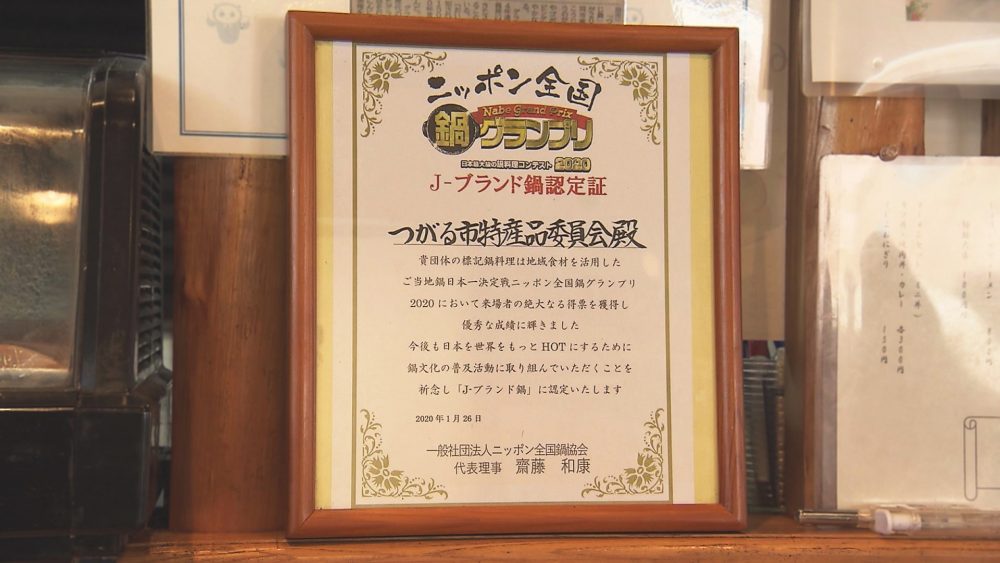 ニッポン全国
鍋
Nabe Grand Prix
グランプリ
日本最大級の鍋料理コンテスト 2020
J-ブランド鍋認定証
つがる市特産品委員会殿
貴団体の標記鍋料理は地域食材を活用した
ご当地鍋日本一決定戦ニッポン全国鍋グランプリ
2020において来場者の絶大なる得票を獲得し
優秀な成績に輝きました
今後も日本を世界をもっとHOTにするために
鍋文化の普及活動に取り組んでいただくことを
祈念し「J-ブランド鍋」に認定いたします
2020年1月26日
一般社団法人ニッポン全国鍋協会
代表理事 齋藤 和康
カレー